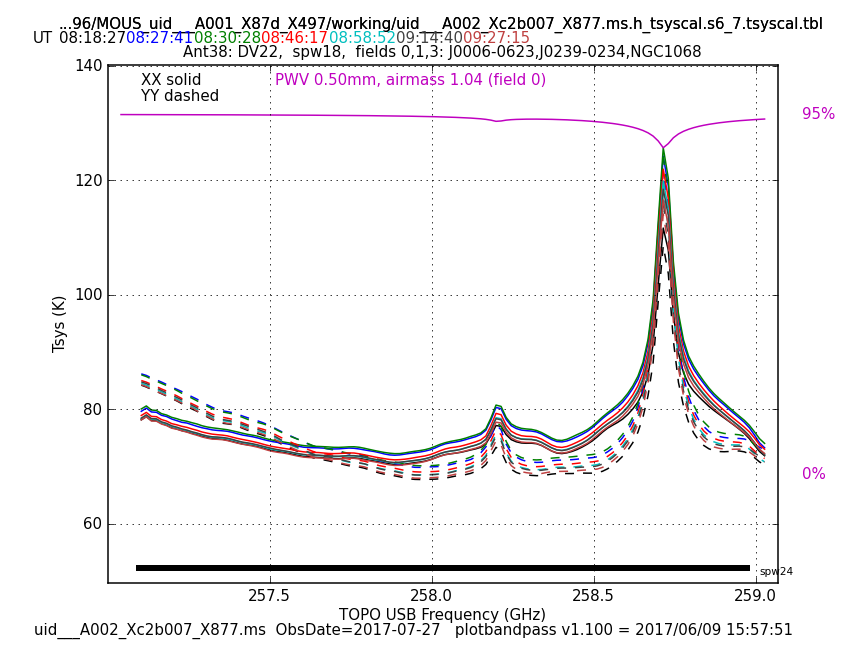 ...96/MOUS_uid___A001_X87d_X497/working/uid___A002_Xc2b007_X877.ms.h_tsyscal.s6_7.tsyscal.tbl
UT 08:18:27 08:27:41 08:30:28 08:46:17 08:58:52 09:14:40 09:27:15
Ant38: DV22, spw18, fields 0,1,3: J0006-0623,J0239-0234,NGC1068
140
XX solid
PWV 0.50mm, airmass 1.04 (field 0)
YY dashed
95%
120
100
Tsys (K)
80
0%
60
spw24
257.5 258.0 258.5 259.0
TOPO USB Frequency (GHz)
uid___A002_Xc2b007_X877.ms ObsDate=2017-07-27 plotbandpass v1.100 = 2017/06/09 15:57:51